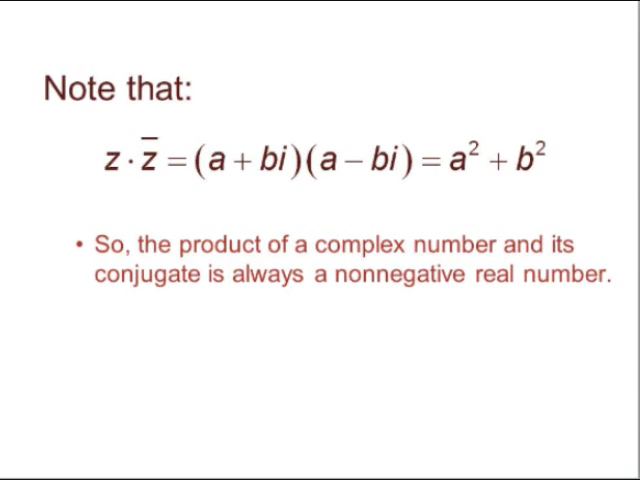 Note that:
z · z̅ = (a + bi)(a − bi) = a² + b²
• So, the product of a complex number and its
conjugate is always a nonnegative real number.